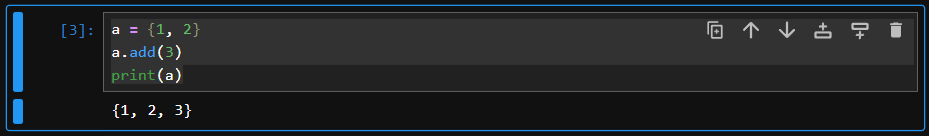 [3]: a = {1, 2}
a.add(3)
print(a)
{1, 2, 3}